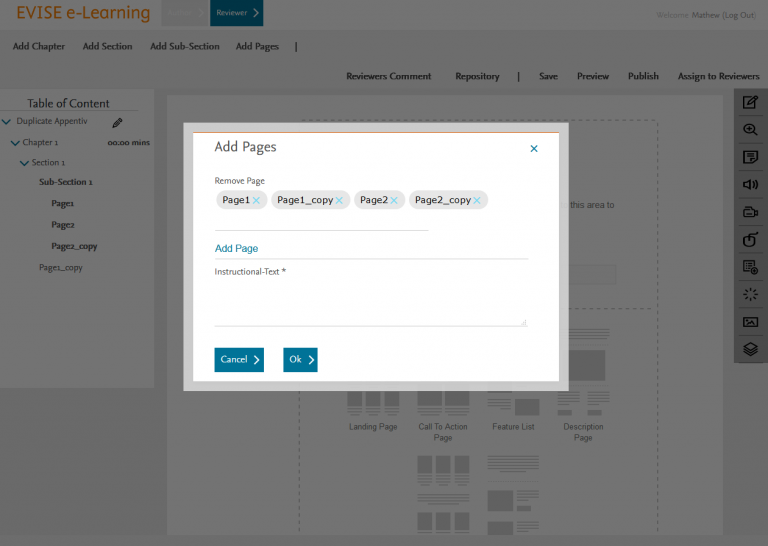 EVISE e-Learning
Reviewer
Welcome Mathew (Log Out)
Add Chapter Add Section Add Sub-Section Add Pages |
Reviewers Comment Repository | Save Preview Publish Assign to Reviewers
Table of Content
Duplicate Appentiv
Chapter 1 00:00 mins
Section 1
Sub-Section 1
Page1
Page2
Page2_copy
Page1_copy
Add Pages
Remove Page
Page1 Page1_copy Page2 Page2_copy
this area to
Add Page
Instructional-Text *
Cancel Ok
Landing Page Call To Action Page Feature List Description Page